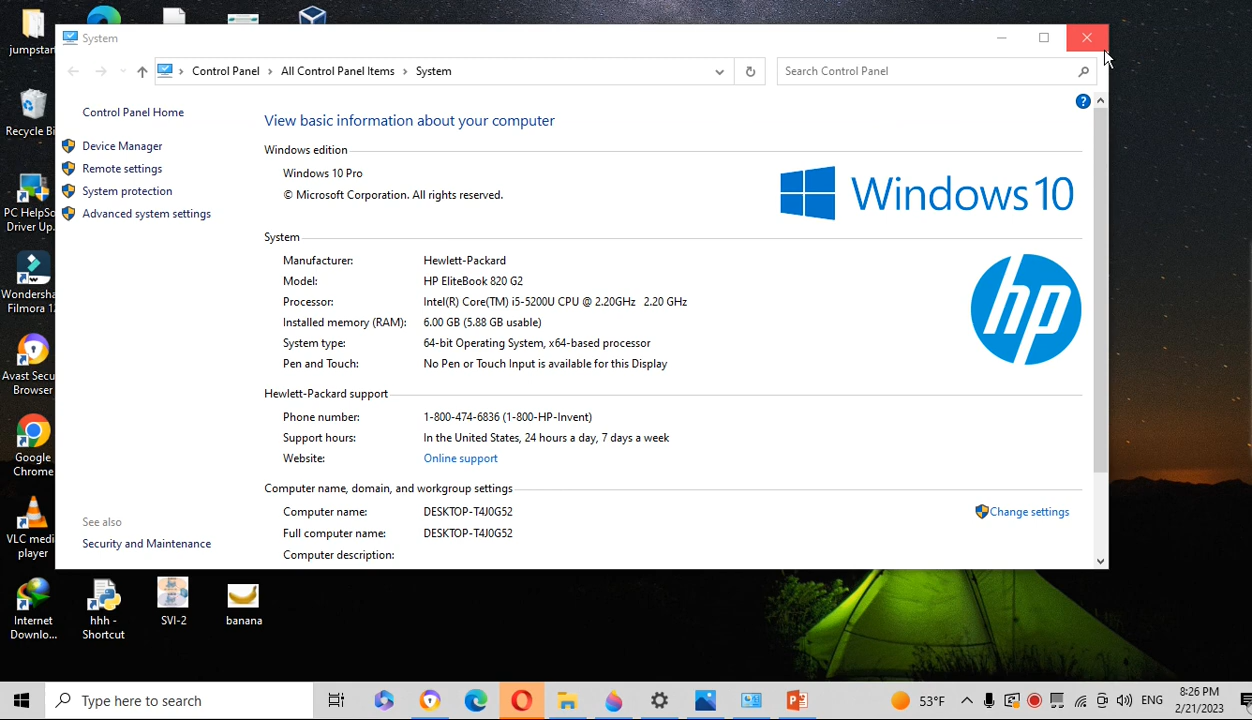 jumpstart
System
Control Panel
All Control Panel Items
System
Search Control Panel
Control Panel Home
Device Manager
Remote settings
System protection
Advanced system settings
See also
Security and Maintenance
View basic information about your computer
Windows edition
Windows 10 Pro
© Microsoft Corporation. All rights reserved.
Windows 10
System
Manufacturer: Hewlett-Packard
Model: HP EliteBook 820 G2
Processor: Intel(R) Core(TM) i5-5200U CPU @ 2.20GHz 2.20 GHz
Installed memory (RAM): 6.00 GB (5.88 GB usable)
System type: 64-bit Operating System, x64-based processor
Pen and Touch: No Pen or Touch Input is available for this Display
hp
Hewlett-Packard support
Phone number: 1-800-474-6836 (1-800-HP-Invent)
Support hours: In the United States, 24 hours a day, 7 days a week
Website: Online support
Computer name, domain, and workgroup settings
Computer name: DESKTOP-T4J0G52
Change settings
Full computer name: DESKTOP-T4J0G52
Computer description:
Recycle Bi
PC HelpSo
Driver Up...
Wondersha
Filmora 1
Avast Secu
Browser
Google
Chrome
VLC medi
player
Internet
Downlo...
hhh -
Shortcut
SVI-2
banana
Type here to search
53°F
ENG
8:26 PM
2/21/2023